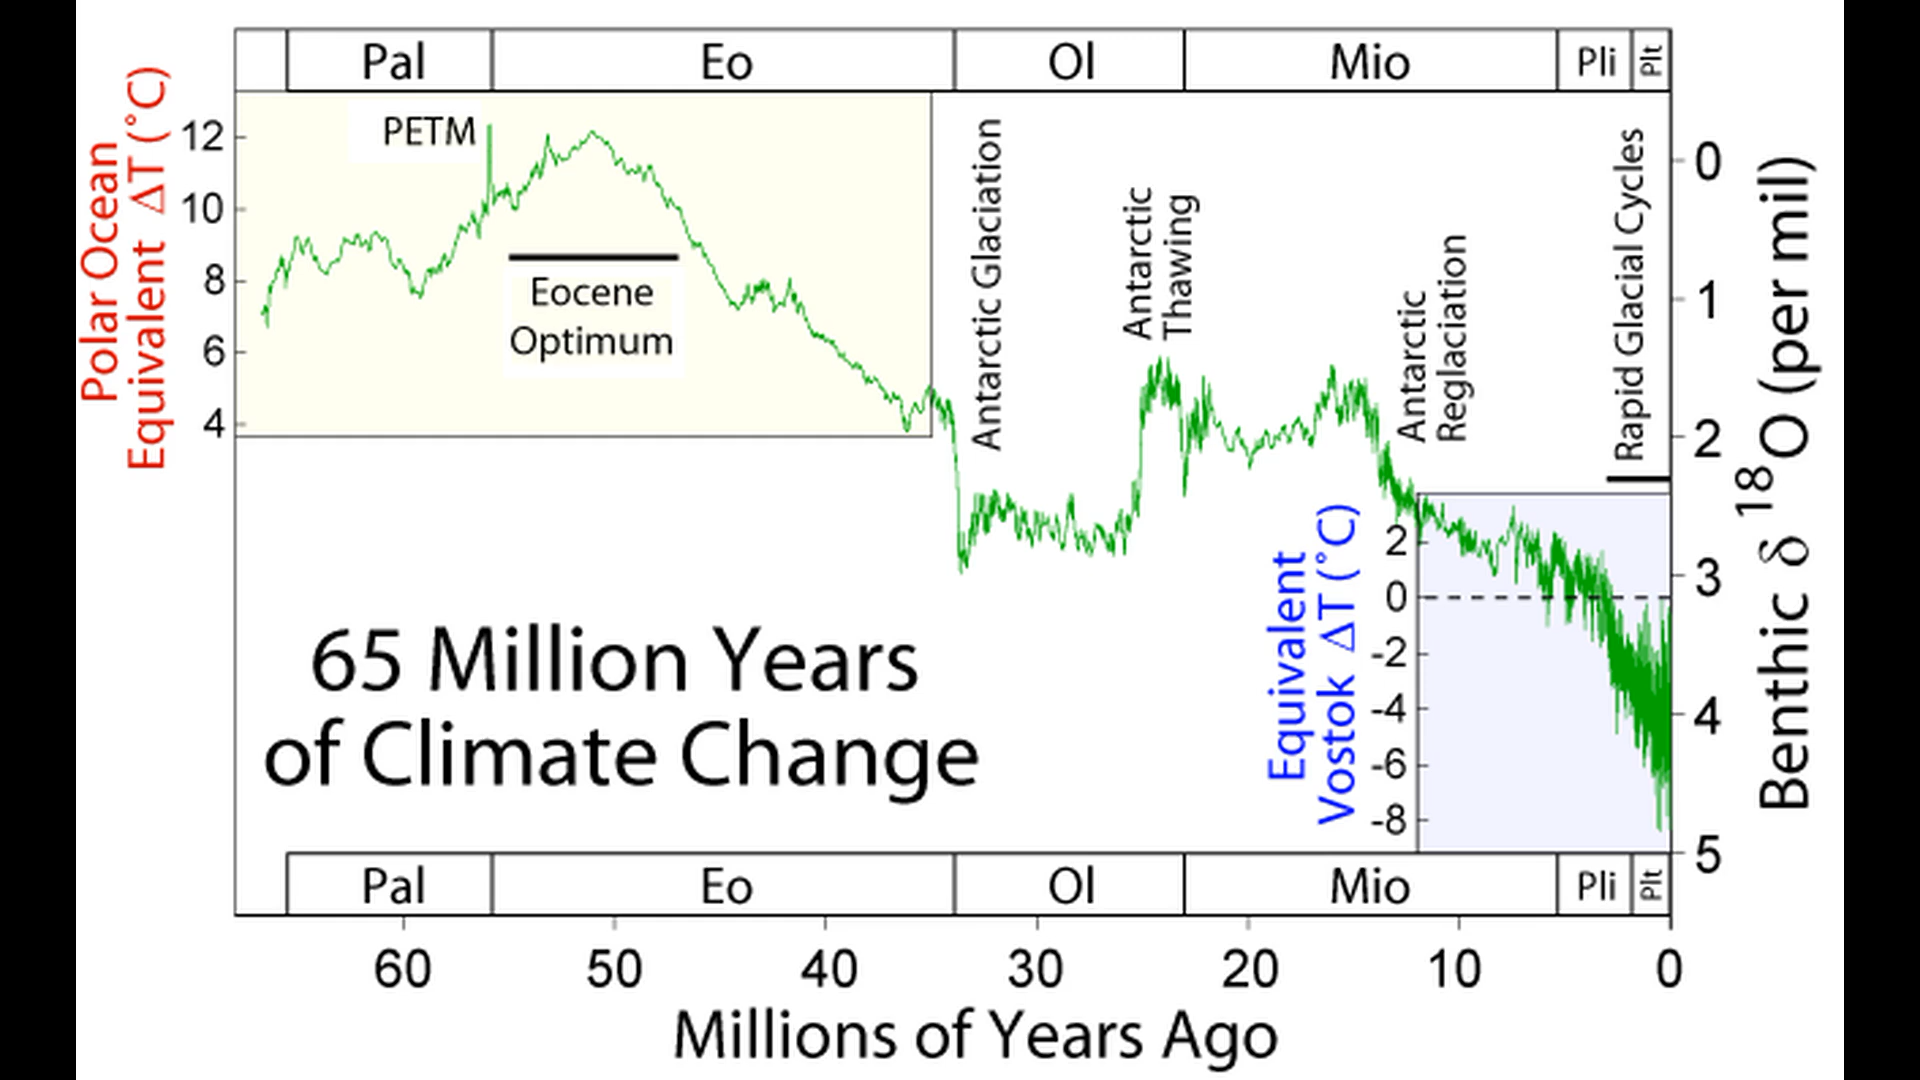 Pal Eo Ol Mio Pli Plt
Polar Ocean
Equivalent ΔT (°C)
12
10
8
6
4
PETM
Eocene
Optimum
Antarctic Glaciation
Antarctic
Thawing
Antarctic
Reglaciation
Rapid Glacial Cycles
0
1
2
3
4
5
Benthic δ ¹⁸O (per mil)
65 Million Years
of Climate Change
Equivalent
Vostok ΔT (°C)
2
0
-2
-4
-6
-8
Pal Eo Ol Mio Pli Plt
60 50 40 30 20 10 0
Millions of Years Ago